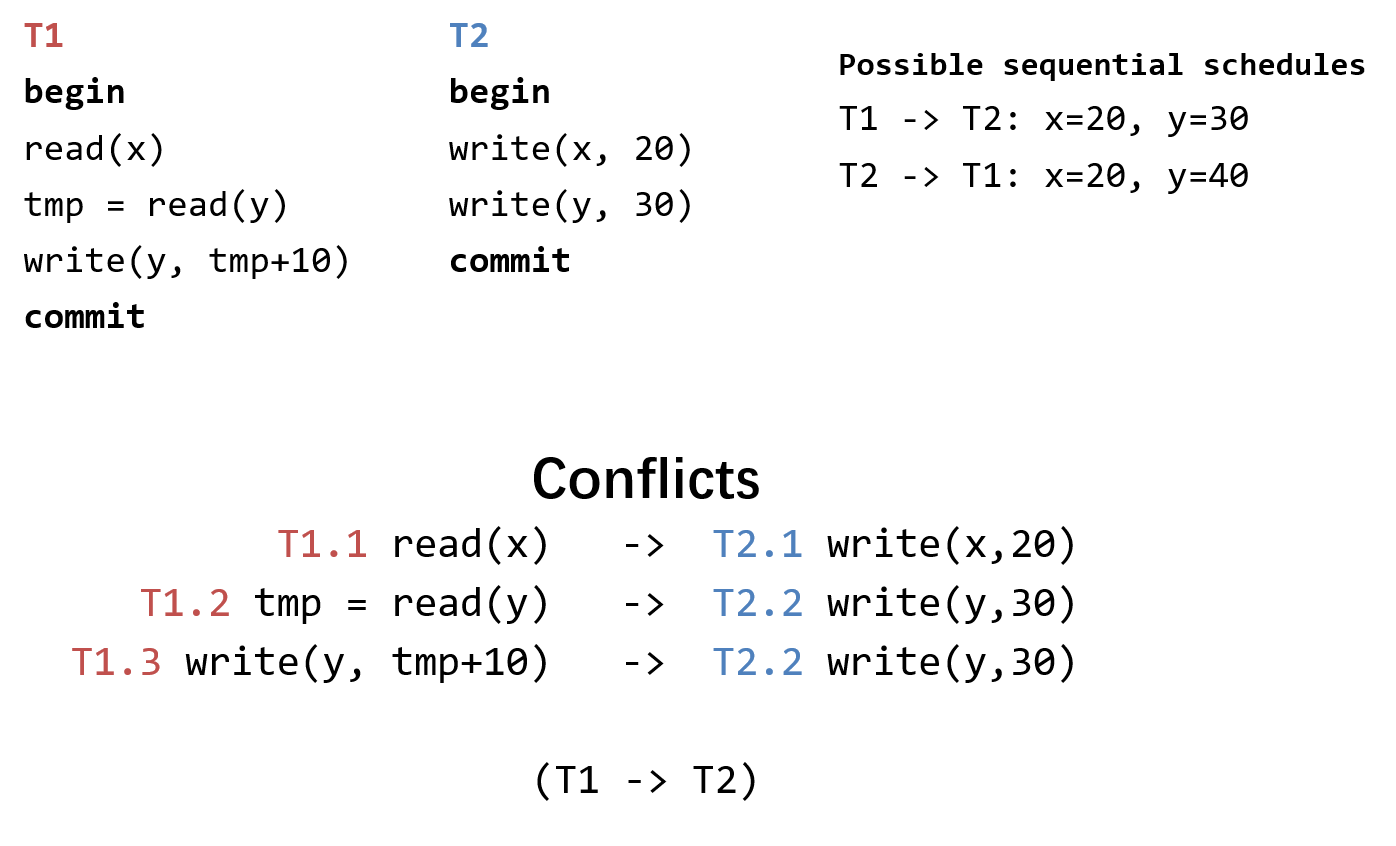 T1
begin
read(x)
tmp = read(y)
write(y, tmp+10)
commit
T2
begin
write(x, 20)
write(y, 30)
commit
Possible sequential schedules
T1 -> T2: x=20, y=30
T2 -> T1: x=20, y=40
Conflicts
T1.1 read(x) -> T2.1 write(x,20)
T1.2 tmp = read(y) -> T2.2 write(y,30)
T1.3 write(y, tmp+10) -> T2.2 write(y,30)
(T1 -> T2)